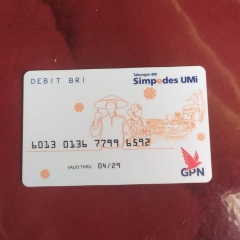 DEBIT BRI
Tabungan BRI
Simpedes UMi
6013 0136 7799 6592
VALID THRU 04/29
GPN